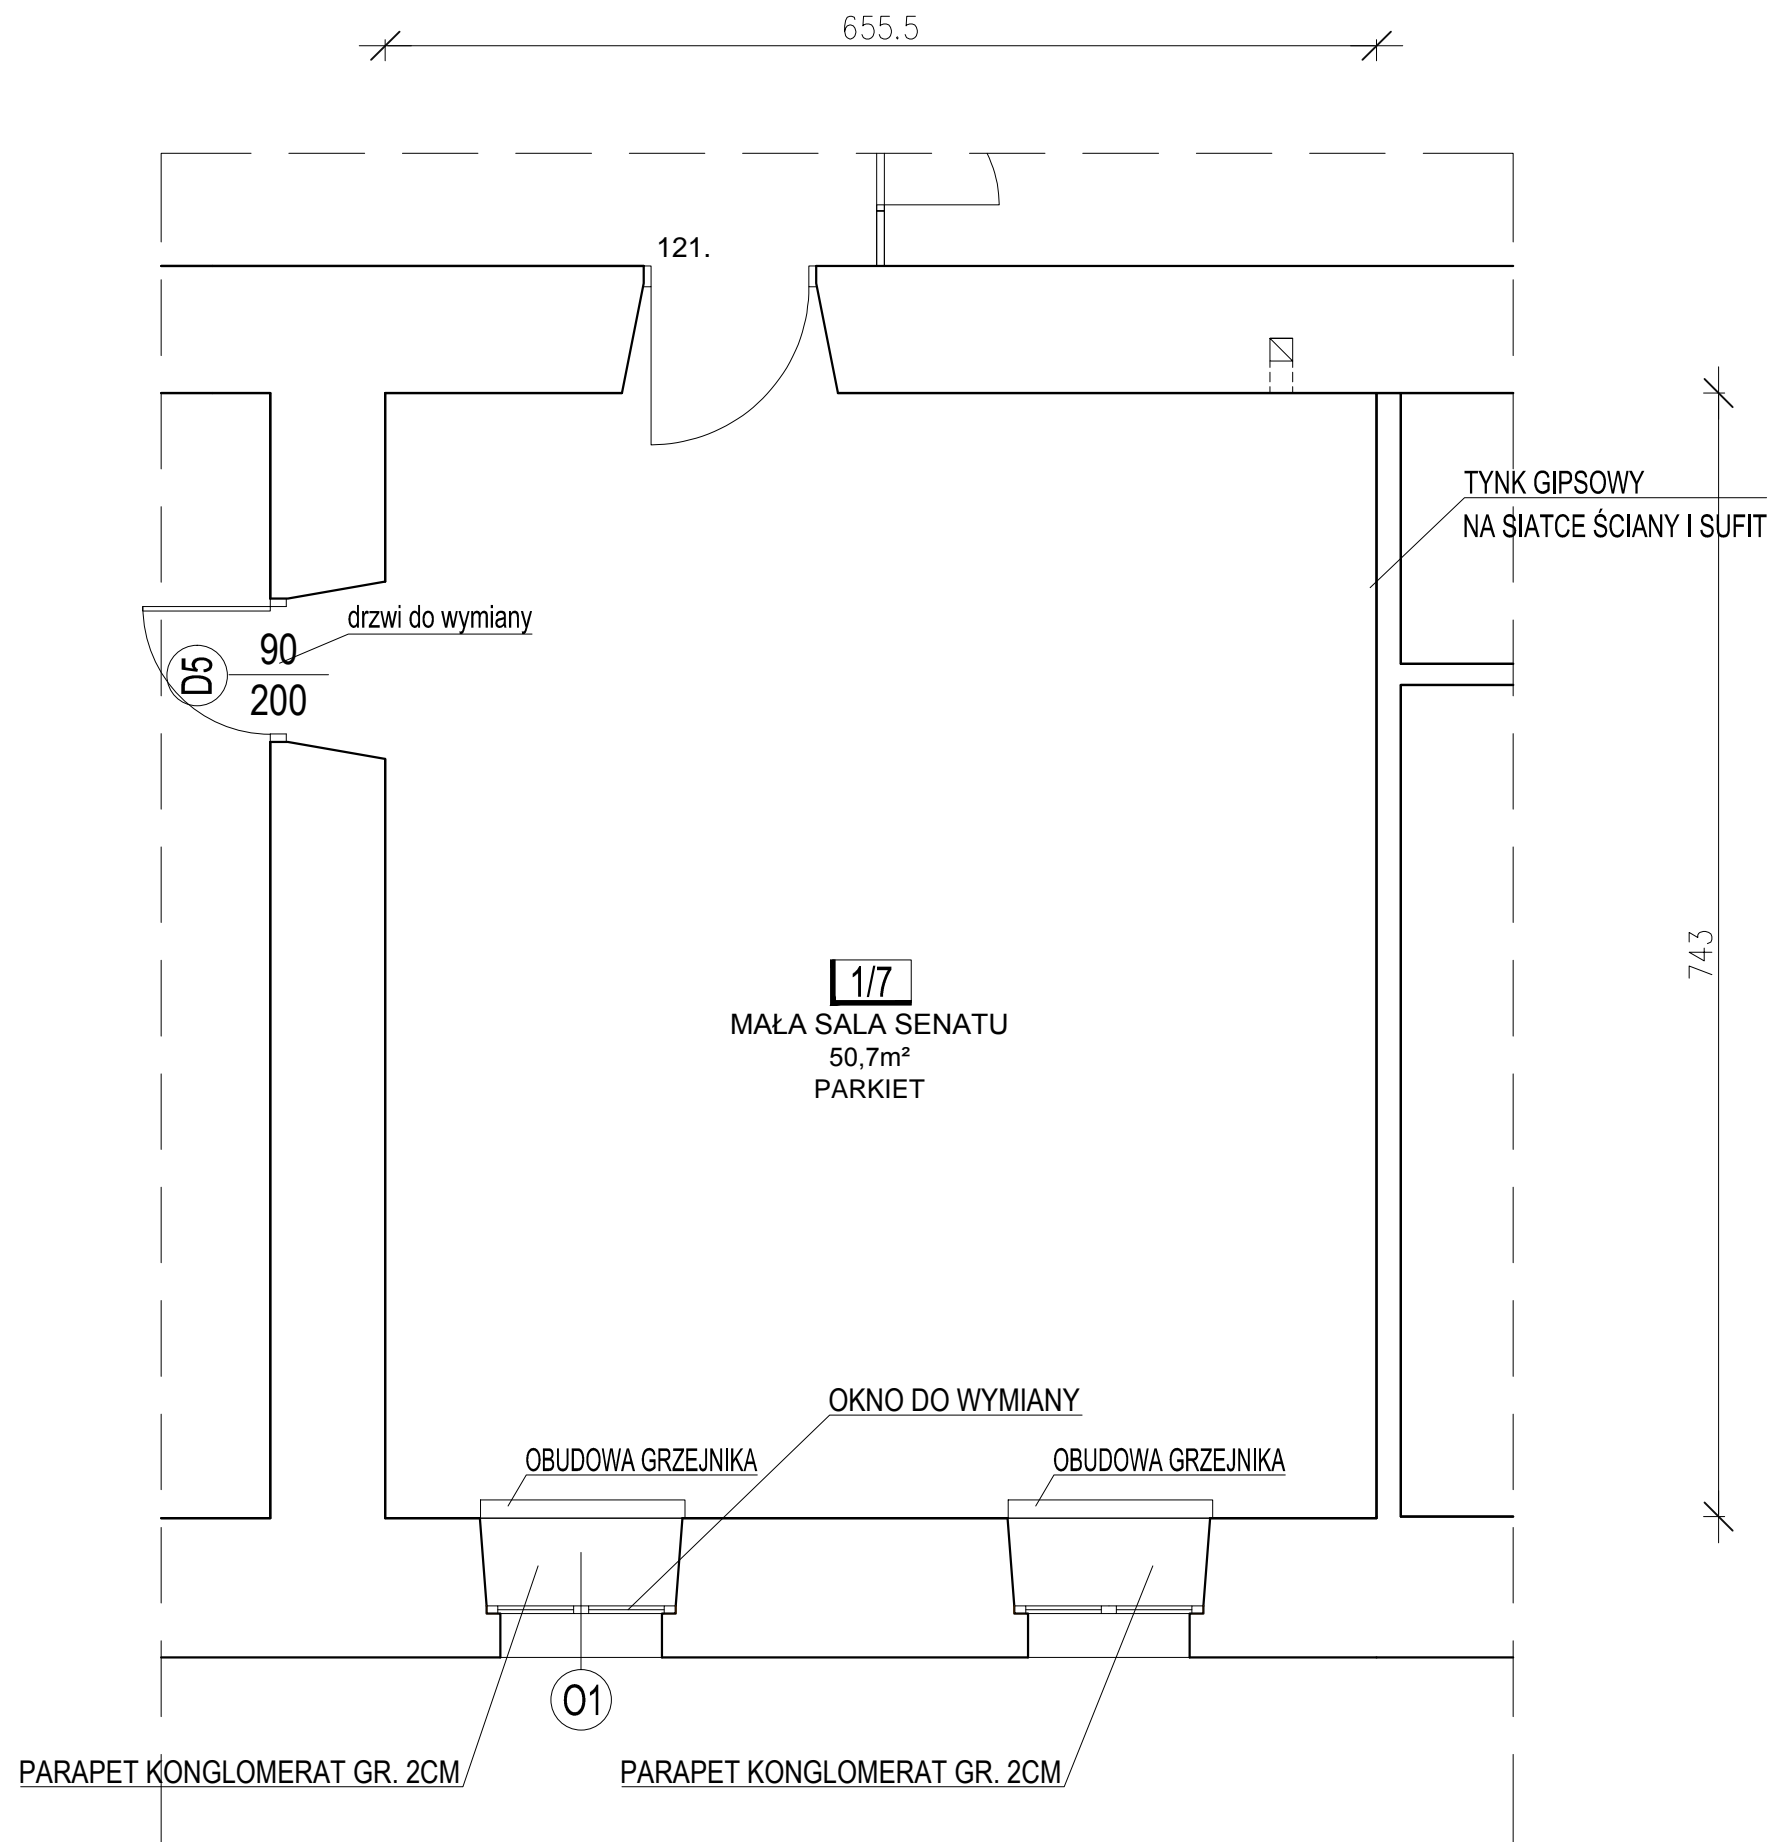 655.5
121.
TYNK GIPSOWY
NA SIATCE ŚCIANY I SUFIT
drzwi do wymiany
D5
90
200
743
1/7
MAŁA SALA SENATU
50,7m²
PARKIET
OKNO DO WYMIANY
OBUDOWA GRZEJNIKA
OBUDOWA GRZEJNIKA
O1
PARAPET KONGLOMERAT GR. 2CM
PARAPET KONGLOMERAT GR. 2CM